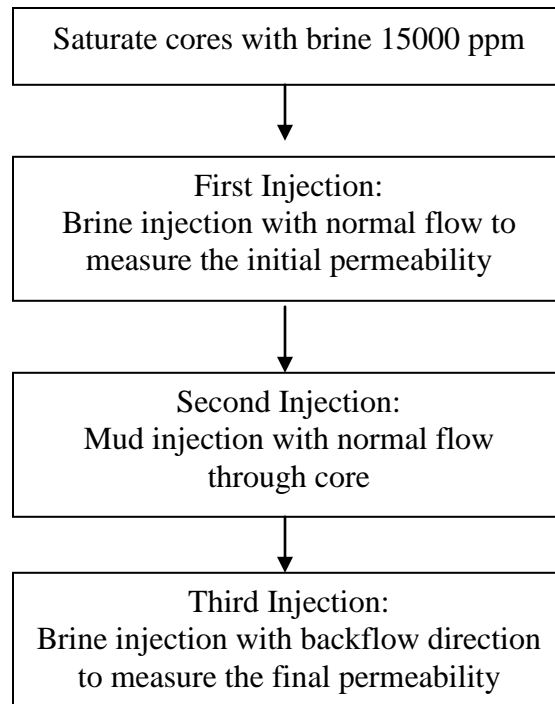 Saturate cores with brine 15000 ppm
First Injection:
Brine injection with normal flow to
measure the initial permeability
Second Injection:
Mud injection with normal flow
through core
Third Injection:
Brine injection with backflow direction
to measure the final permeability